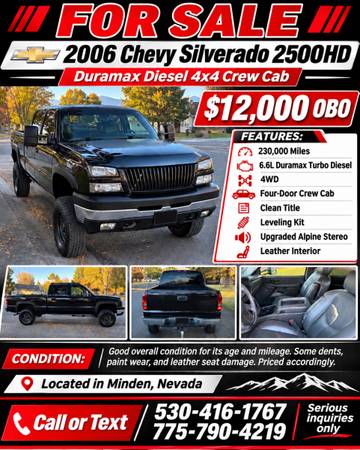 FOR SALE
2006 Chevy Silverado 2500HD
Duramax Diesel 4x4 Crew Cab
$12,000 OBO
FEATURES:
230,000 Miles
6.6L Duramax Turbo Diesel
4WD
Four-Door Crew Cab
Clean Title
Leveling Kit
Upgraded Alpine Stereo
Leather Interior
CONDITION:
Good overall condition for its age and mileage. Some dents,
paint wear, and leather seat damage. Priced accordingly.
Located in Minden, Nevada
Call or Text
530-416-1767
775-790-4219
Serious
inquiries
only